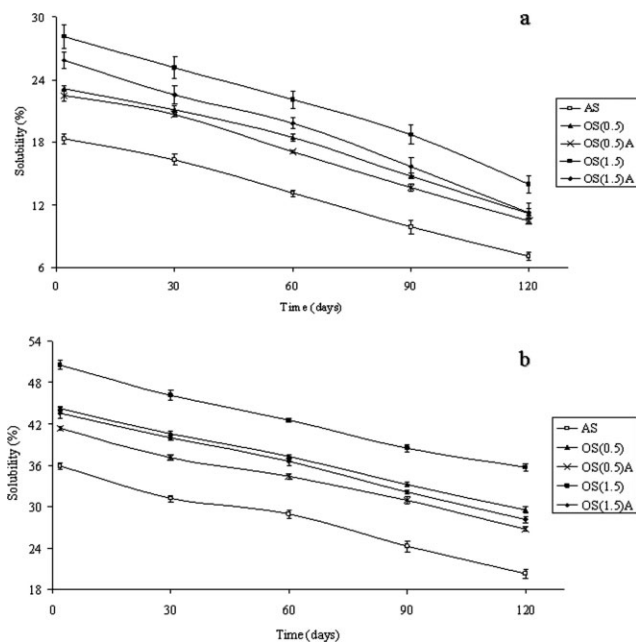 a
30
24
18
12
6
Solubility (%)
0 30 60 90 120
Time (days)
AS
OS(0.5)
OS(0.5)A
OS(1.5)
OS(1.5)A
b
54
48
42
36
30
24
18
Solubility (%)
0 30 60 90 120
Time (days)
AS
OS(0.5)
OS(0.5)A
OS(1.5)
OS(1.5)A